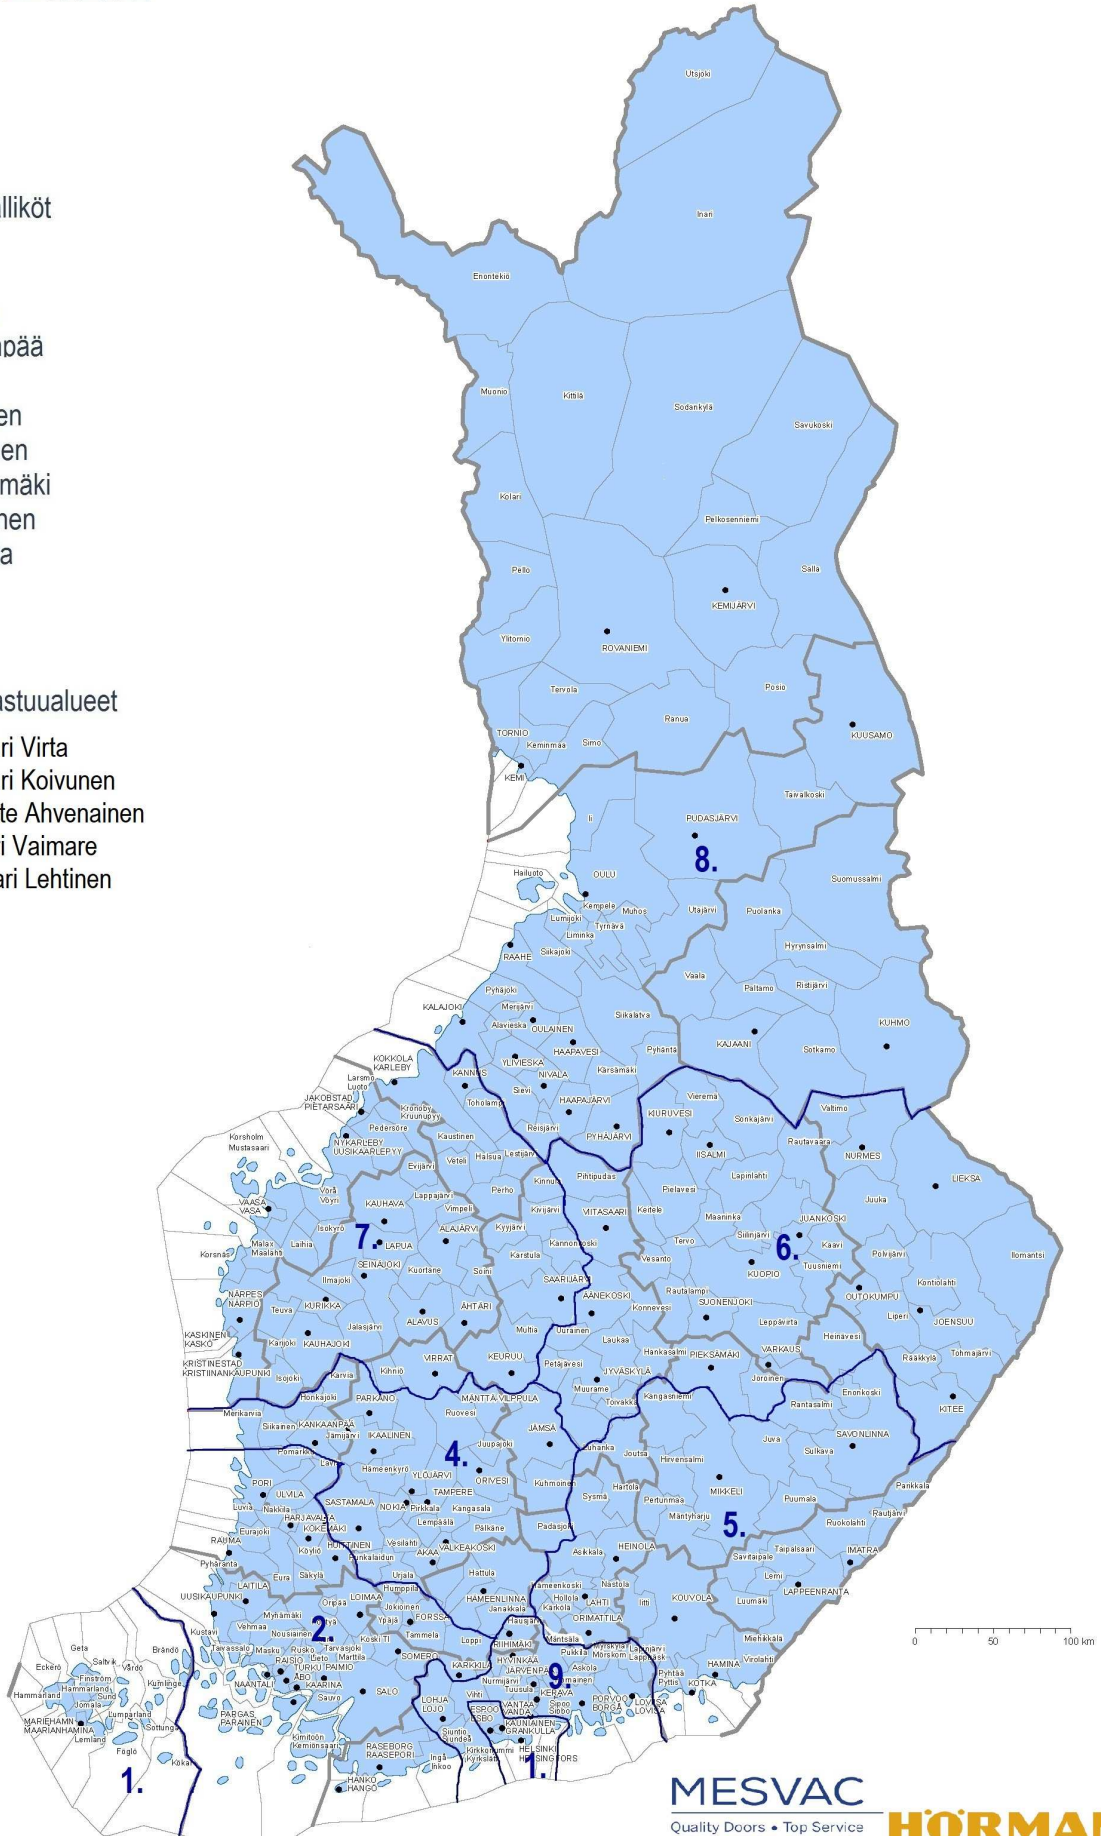 lliköt
pää
en
en
mäki
nen
a
astuualueet
ri Virta
ri Koivunen
te Ahvenainen
ri Vaimare
ari Lehtinen
Utsjoki
Inari
Enontekiö
Muonio
Kittilä
Sodankylä
Savukoski
Kolari
Pelkosenniemi
Pello
Salla
KEMIJÄRVI
Ylitornio
ROVANIEMI
Tervola
Posio
Ranua
TORNIO
Keminmaa
Simo
KUUSAMO
KEMI
Taivalkoski
Ii
PUDASJÄRVI
8.
Hailuoto
OULU
Suomussalmi
Kempele
Muhos
Utajärvi
Puolanka
Lumijoki
Tyrnävä
Liminka
Hyrynsalmi
Siikajoki
RAAHE
Vaala
Paltamo
Ristijärvi
Pyhäjoki
Merijärvi
KALAJOKI
Siikalatva
Alavieska
OULAINEN
KUHMO
KAJAANI
Sotkamo
Pyhäntä
HAAPAVESI
YLIVIESKA
KOKKOLA
KARLEBY
KANNUS
NIVALA
Kärsämäki
Larsmo
Luoto
Sievi
JAKOBSTAD
PIETARSAARI
Toholampi
HAAPAJÄRVI
Vieremä
Valtimo
Kronoby
Kruunupyy
KIURUVESI
Sonkajärvi
Pedersöre
Reisjärvi
PYHÄJÄRVI
Korsholm
Mustasaari
NYKARLEBY
UUSIKAARLEPYY
Kaustinen
Rautavaara
NURMES
IISALMI
Veteli
Halsua
Lestijärvi
Evijärvi
Pihtipudas
Lapinlahti
LIEKSA
Kinnula
Pielavesi
Vörå
Vöyri
Lappajärvi
Perho
Juuka
VAASA
VASA
KAUHAVA
Vimpeli
Kivijärvi
VIITASAARI
Keitele
Maaninka
JUANKOSKI
Isokyrö
ALAJÄRVI
Kyyjärvi
Siilinjärvi
7.
LAPUA
Kannonkoski
Tervo
6.
Kaavi
Polvijärvi
Ilomantsi
Malax
Maalahti
Laihia
Karstula
Vesanto
KUOPIO
Tuusniemi
Korsnäs
SEINÄJOKI
Kuortane
Soini
SAARIJÄRVI
Kontiolahti
Ilmajoki
ÄÄNEKOSKI
Rautalampi
OUTOKUMPU
NÄRPES
NÄRPIÖ
KURIKKA
ÄHTÄRI
Konnevesi
SUONENJOKI
Liperi
JOENSUU
Teuva
ALAVUS
Leppävirta
Jalasjärvi
Multia
Uurainen
Laukaa
Heinävesi
KASKINEN
KASKÖ
Karijoki
KAUHAJOKI
Hankasalmi
PIEKSÄMÄKI
VARKAUS
Rääkkylä
Tohmajärvi
KRISTINESTAD
KRISTIINANKAUPUNKI
VIRRAT
KEURUU
Petäjävesi
JYVÄSKYLÄ
Isojoki
Karvia
Kihniö
Muurame
Joroinen
Toivakka
Kangasniemi
Enonkoski
Honkajoki
PARKANO
MÄNTTÄ-VILPPULA
Rantasalmi
KITEE
Merikarvia
Ruovesi
Siikainen
KANKAANPÄÄ
JÄMSÄ
Juva
SAVONLINNA
Jämijärvi
IKAALINEN
4.
Juupajoki
Luhanka
Joutsa
Sulkava
Pomarkku
Lavia
Hirvensalmi
Hämeenkyrö
YLÖJÄRVI
ORIVESI
Kuhmoinen
Parikkala
PORI
ULVILA
TAMPERE
Hartola
MIKKELI
Sysmä
Pertunmaa
Puumala
Luvia
Nakkila
SASTAMALA
NOKIA
Pirkkala
Kangasala
Mäntyharju
5.
Rautjärvi
HARJAVALTA
Lempäälä
Padasjoki
Ruokolahti
Eurajoki
KOKEMÄKI
Pälkäne
RAUMA
Vesilahti
HEINOLA
Köyliö
HUITTINEN
AKAA
VALKEAKOSKI
Asikkala
Taipalsaari
IMATRA
Pyhäranta
Punkalaidun
Savitaipale
Eura
Säkylä
Urjala
Hattula
Lemi
LAITILA
Humppila
Hämeenkoski
Nastola
LAPPEENRANTA
UUSIKAUPUNKI
LOIMAA
HÄMEENLINNA
Hollola
LAHTI
Iitti
KOUVOLA
Luumäki
Oripää
Jokioinen
Janakkala
Kärkölä
Mynämäki
Ypäjä
FORSSA
Hausjärvi
ORIMATTILA
Kustavi
Vehmaa
2.
Nousiainen
Koski Tl
Tammela
Loppi
RIIHIMÄKI
Mäntsälä
Myrskylä
Mörskom
Lapinjärvi
Lappträsk
Miehikkälä
Taivassalo
Masku
Rusko
Tarvasjoki
Geta
Brändö
RAISIO
Lieto
Marttila
SOMERO
HYVINKÄÄ
Pukkila
Virolahti
Saltvik
TURKU
ÅBO
PAIMIO
KARKKILA
JÄRVENPÄÄ
Askola
9.
Pyhtää
Pyttis
HAMINA
Eckerö
Vårdö
NAANTALI
Nurmijärvi
Finström
Kumlinge
KAARINA
Tuusula
KERAVA
KOTKA
Hammarland
Hammarland
Sund
Sauvo
SALO
Vihti
PORVOO
BORGÅ
LOVIISA
LOVISA
Jomala
LOHJA
LOJO
VANTAA
VANDA
Sipoo
Sibbo
Lumparland
PARGAS
PARAINEN
ESPOO
ESBO
MARIEHAMN
MAARIANHAMINA
Sottunga
KAUNIAINEN
GRANKULLA
Lemland
Kimitoön
Kemiönsaari
Siuntio
Sjundeå
Föglö
RASEBORG
RAASEPORI
Kirkkonummi
Kyrkslätt
HELSINKI
HELSINGFORS
Kökar
Ingå
Inkoo
1.
1.
HANKO
HANGÖ
0 50 100 km
MESVAC
Quality Doors • Top Service
HÖRMA